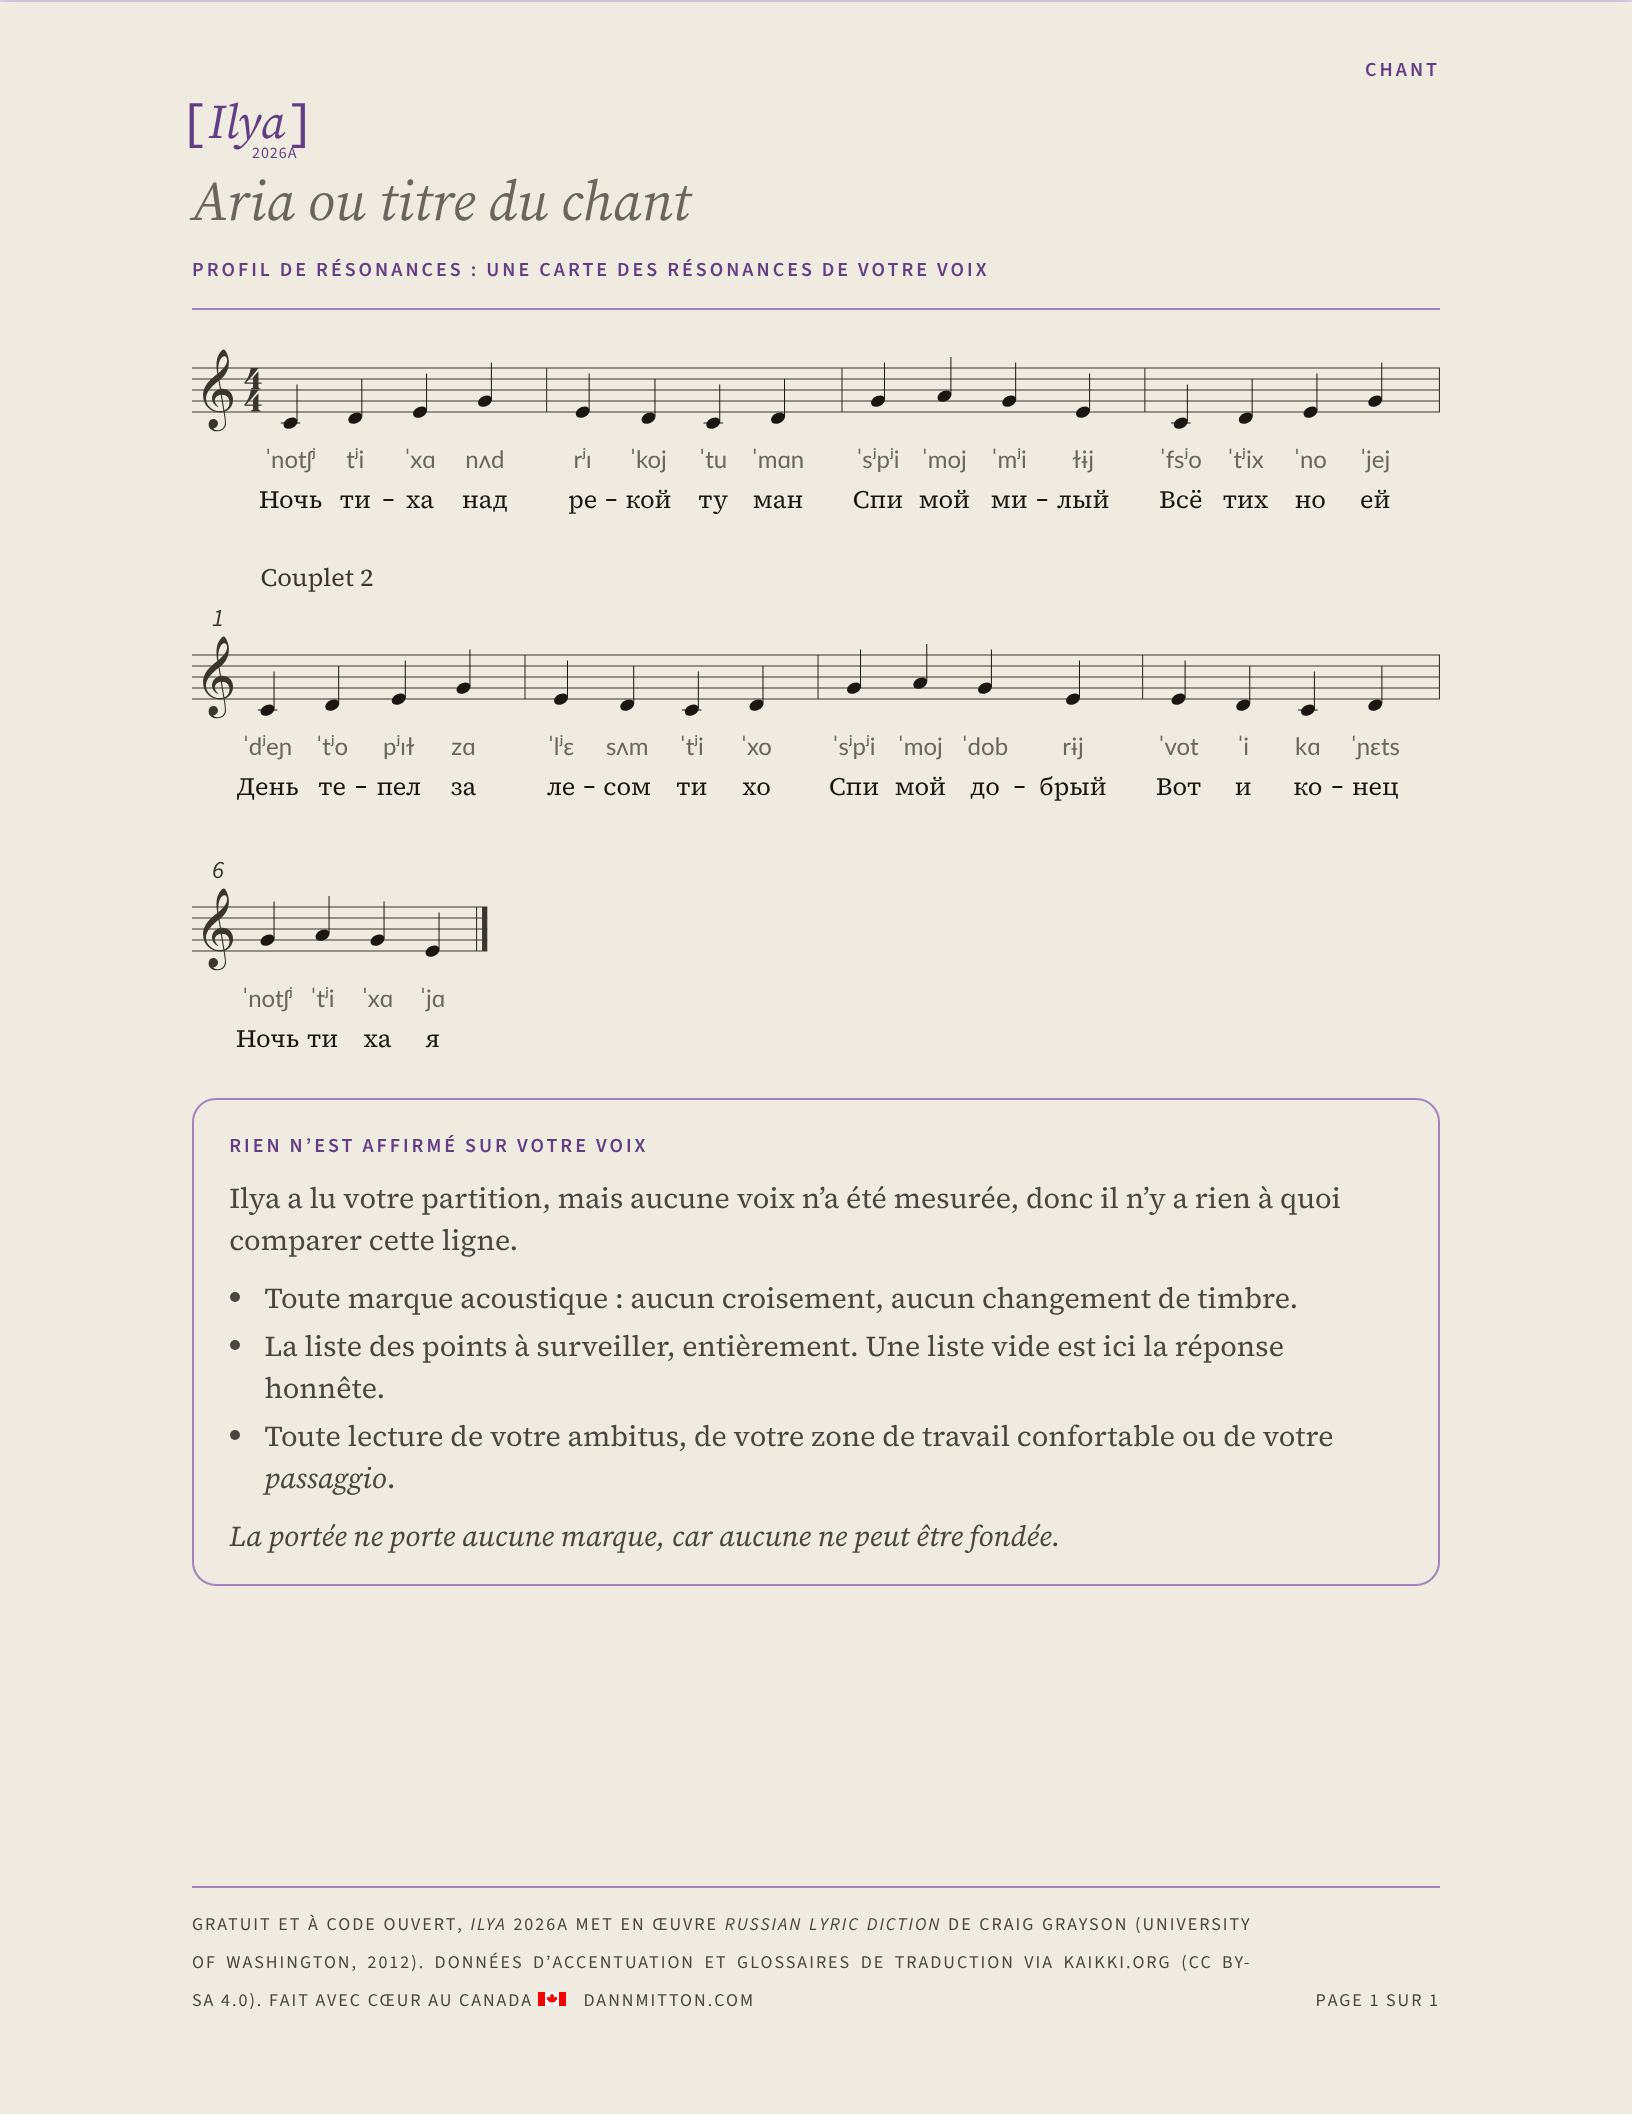 CHANT
[Ilya]
2026A
Aria ou titre du chant
PROFIL DE RÉSONANCES : UNE CARTE DES RÉSONANCES DE VOTRE VOIX
4
4
ˈnotʃʲ tʲi ˈxɑ nʌd rʲɪ ˈkoj ˈtu ˈmɑn ˈsʲpʲi ˈmoj ˈmʲi łɨj ˈfsʲo ˈtʲix ˈno ˈjej
Ночь ти – ха над ре – кой ту ман Спи мой ми – лый Всё тих но ей
Couplet 2
1
ˈdʲeɲ ˈtʲo pʲɪł zɑ ˈlʲɛ sʌm ˈtʲi ˈxo ˈsʲpʲi ˈmoj ˈdob rɨj ˈvot ˈi kɑ ˈɲɛts
День те – пел за ле – сом ти хо Спи мой до – брый Вот и ко – нец
6
ˈnotʃʲ ˈtʲi ˈxɑ ˈjɑ
Ночь ти ха я
RIEN N’EST AFFIRMÉ SUR VOTRE VOIX
Ilya a lu votre partition, mais aucune voix n’a été mesurée, donc il n’y a rien à quoi
comparer cette ligne.
• Toute marque acoustique : aucun croisement, aucun changement de timbre.
• La liste des points à surveiller, entièrement. Une liste vide est ici la réponse
honnête.
• Toute lecture de votre ambitus, de votre zone de travail confortable ou de votre
passaggio.
La portée ne porte aucune marque, car aucune ne peut être fondée.
GRATUIT ET À CODE OUVERT, ILYA 2026A MET EN ŒUVRE RUSSIAN LYRIC DICTION DE CRAIG GRAYSON (UNIVERSITY
OF WASHINGTON, 2012). DONNÉES D’ACCENTUATION ET GLOSSAIRES DE TRADUCTION VIA KAIKKI.ORG (CC BY-
SA 4.0). FAIT AVEC CŒUR AU CANADA 🇨🇦 DANNMITTON.COM
PAGE 1 SUR 1